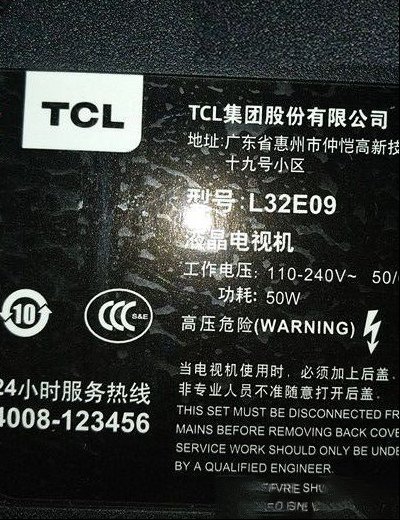 TCL
TCL集团股份有限公司
地址:广东省惠州市仲恺高新技
十九号小区
型号: L32E09
液晶电视机
工作电压: 110-240V~ 50/
功耗: 50W
10
CCC S&E
高压危险(WARNING)
24小时服务热线
4008-123456
当电视机使用时, 必须加上后盖.
非专业人员不准随意打开后盖.
THIS SET MUST BE DISCONNECTED FR
MAINS BEFORE REMOVING BACK COVE
SERVICE WORK SHOULD ONLY BE UNDE
BY A QUALIFIED ENGINEER.